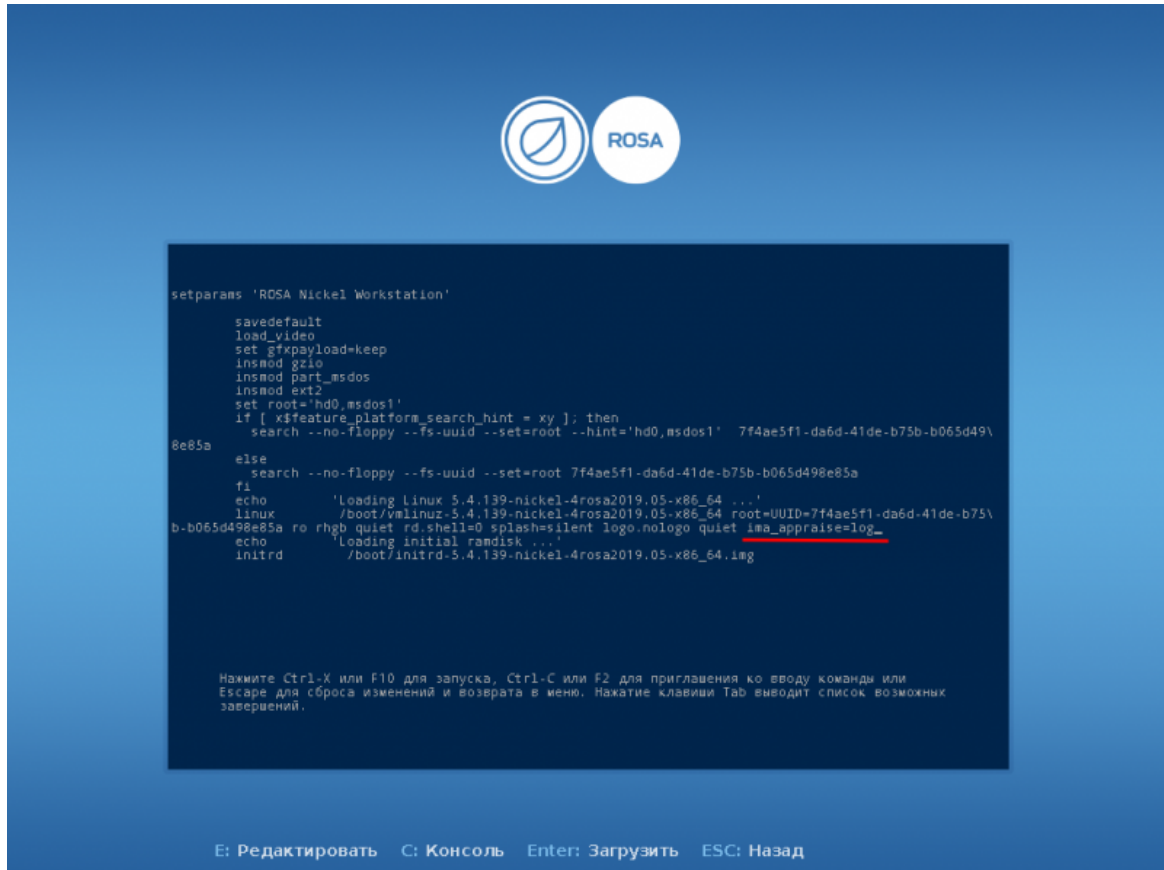 ROSA
setparams 'ROSA Nickel Workstation'
savedefault
load_video
set gfxpayload=keep
insmod gzio
insmod part_msdos
insmod ext2
set root='hd0,msdos1'
if [ x$feature_platform_search_hint = xy ]; then
search --no-floppy --fs-uuid --set=root --hint='hd0,msdos1'  7f4ae5f1-da6d-41de-b75b-b065d49\
8e85a
else
search --no-floppy --fs-uuid --set=root 7f4ae5f1-da6d-41de-b75b-b065d498e85a
fi
echo 'Loading Linux 5.4.139-nickel-4rosa2019.05-x86_64 ...'
linux /boot/vmlinuz-5.4.139-nickel-4rosa2019.05-x86_64 root=UUID=7f4ae5f1-da6d-41de-b75\
b-b065d498e85a ro rhgb quiet rd.shell=0 splash=silent logo.nologo quiet ima_appraise=log_
echo 'Loading initial ramdisk ...'
initrd /boot/initrd-5.4.139-nickel-4rosa2019.05-x86_64.img
Нажмите Ctrl-X или F10 для запуска, Ctrl-C или F2 для приглашения ко вводу команды или
Escape для сброса изменений и возврата в меню. Нажатие клавиши Tab выводит список возможных
завершений.
E: Редактировать C: Консоль Enter: Загрузить ESC: Назад